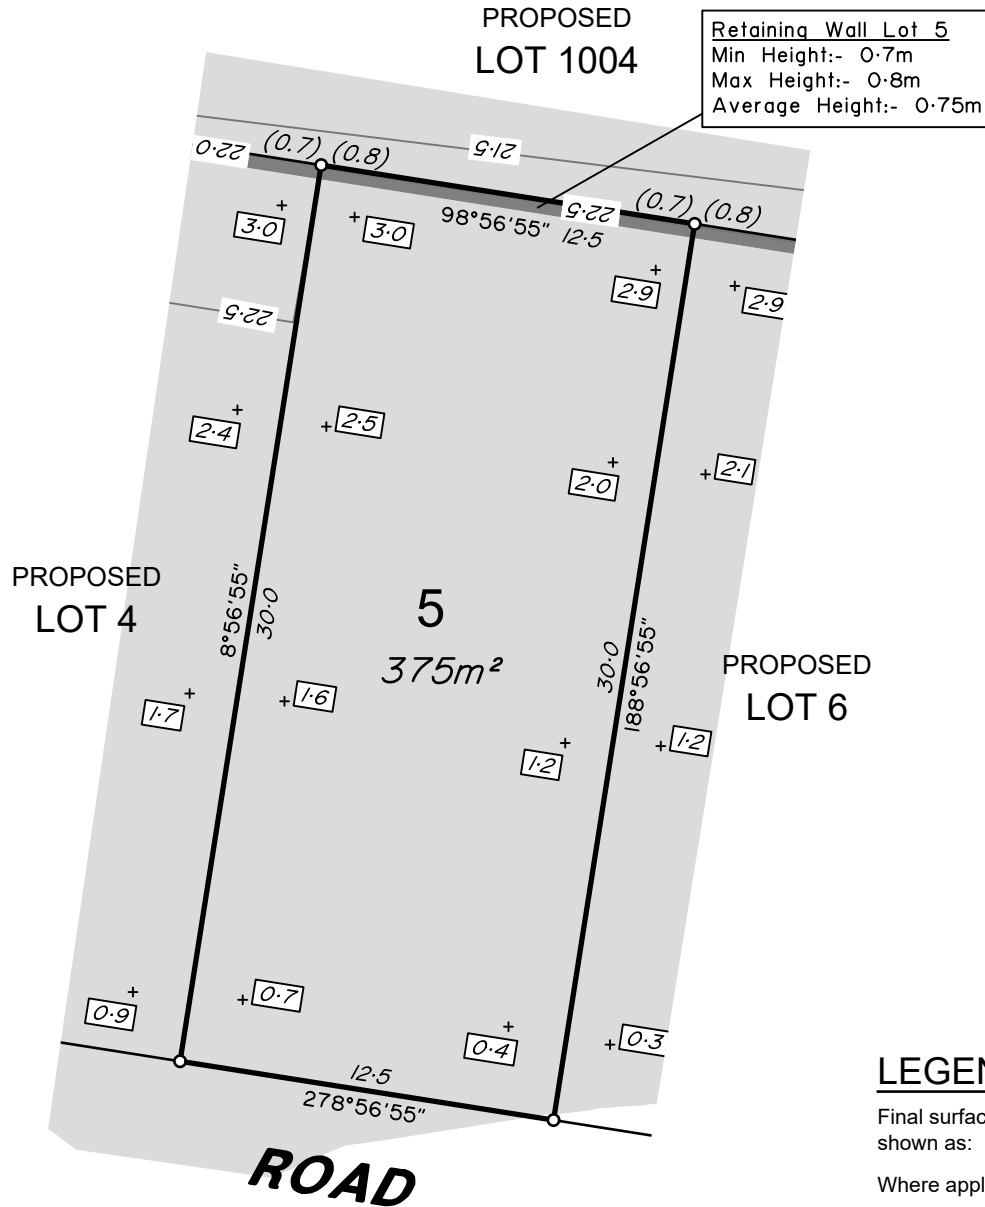 PROPOSED
LOT 1004
Retaining Wall Lot 5
Min Height:- 0·7m
Max Height:- 0·8m
Average Height:- 0·75m
21·5
22·0
(0.7) (0.8)
22·5
(0.7) (0.8)
98°56'55" 12·5
3·0
3·0
2·9
2·9
22·5
2·4
2·5
2·0
2·1
PROPOSED
LOT 4
8°56'55"
30·0
5
375m²
30·0
188°56'55"
PROPOSED
LOT 6
1·7
1·6
1·2
1·2
0·9
0·7
0·4
0·3
12·5
278°56'55"
ROAD
LEGEN
Final surfac
shown as:
Where appl